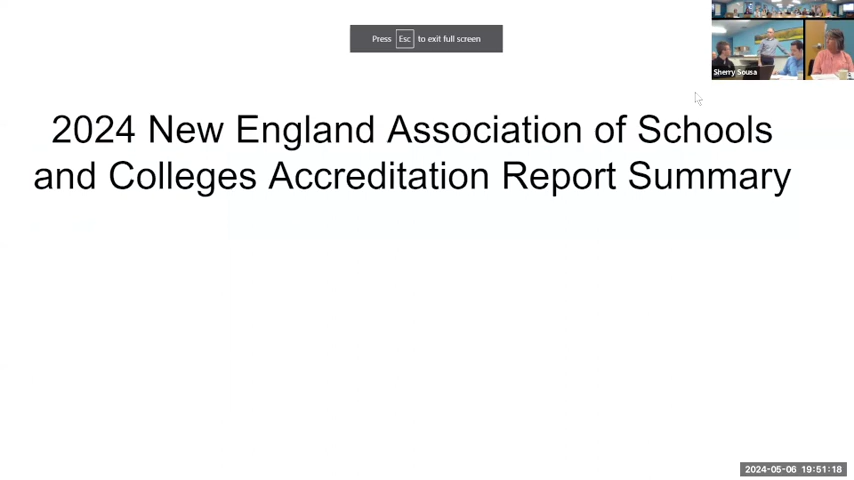 Press Esc to exit full screen
Sherry Sousa
2024 New England Association of Schools
and Colleges Accreditation Report Summary
2024-05-06 19:51:18